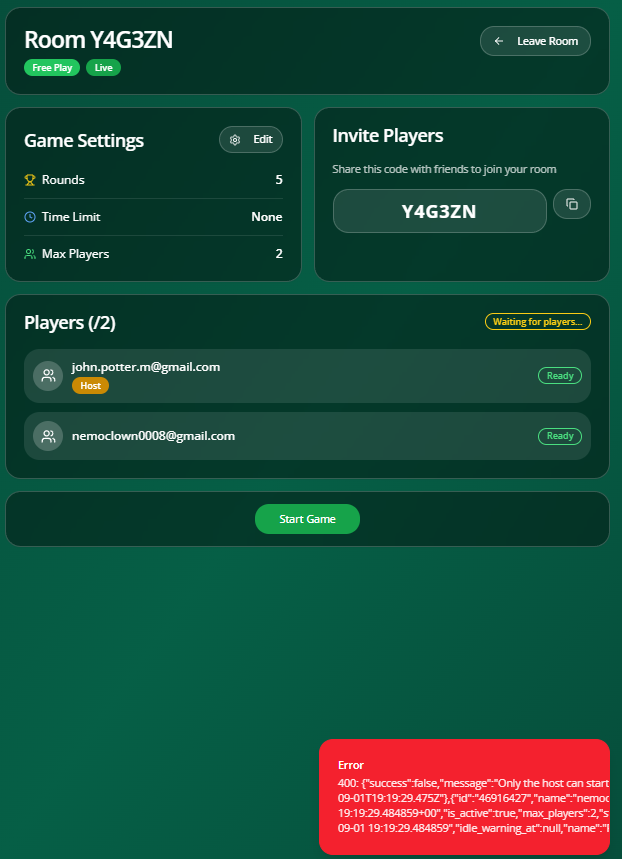 Room Y4G3ZN
Leave Room
Free Play Live
Game Settings
Edit
Rounds 5
Time Limit None
Max Players 2
Invite Players
Share this code with friends to join your room
Y4G3ZN
Players (/2)
Waiting for players...
john.potter.m@gmail.com
Host
Ready
nemoclown0008@gmail.com
Ready
Start Game
Error
400: {"success":false,"message":"Only the host can start
09-01T19:19:29.475Z"},{"id":"46916427","name":"nemoc
19:19:29.484859+00","is_active":true,"max_players":2,"s
09-01 19:19:29.484859","idle_warning_at":null,"name":"